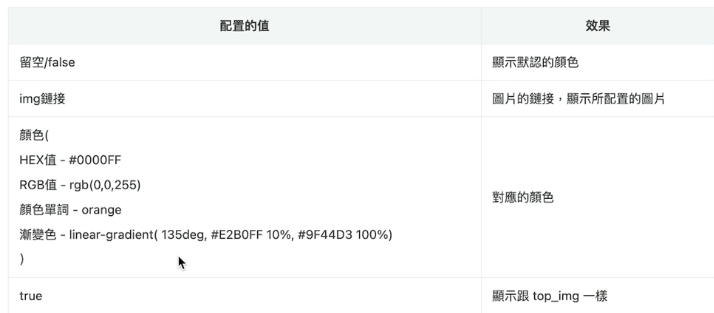 配置的值 效果
留空/false 顯示默認的顏色
img鏈接 圖片的鏈接，顯示所配置的圖片
顏色(
HEX值 - #0000FF
RGB值 - rgb(0,0,255)
顏色單詞 - orange
漸變色 - linear-gradient( 135deg, #E2B0FF 10%, #9F44D3 100%)
)
對應的顏色
true 顯示跟 top_img 一樣